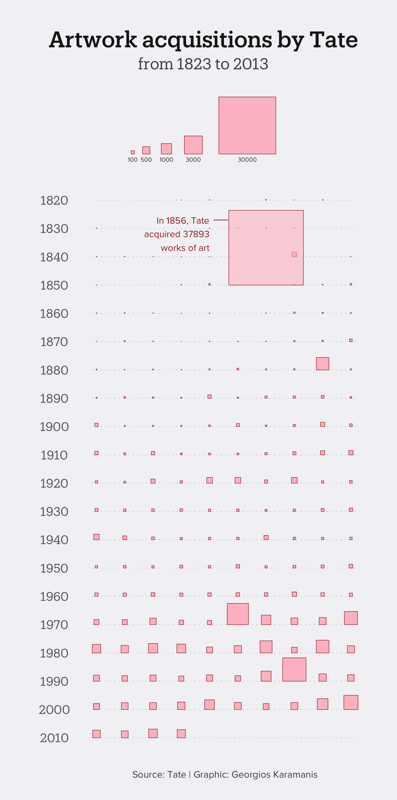 Artwork acquisitions by Tate
from 1823 to 2013
100 500 1000 3000 30000
1820
In 1856, Tate
1830
acquired 37893
works of art
1840
1850
1860
1870
1880
1890
1900
1910
1920
1930
1940
1950
1960
1970
1980
1990
2000
2010
Source: Tate | Graphic: Georgios Karamanis